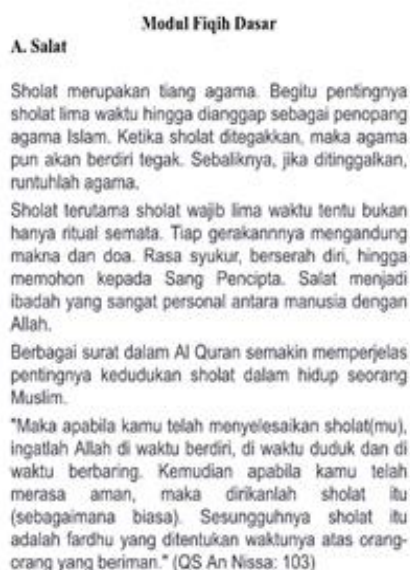 Modul Fiqih Dasar
A. Salat
Sholat merupakan tiang agama. Begitu pentingnya
sholat lima waktu hingga dianggap sebagai penopang
agama Islam. Ketika sholat ditegakkan, maka agama
pun akan berdiri tegak. Sebaliknya, jika ditinggalkan,
runtuhlah agama.
Sholat terutama sholat wajib lima waktu tentu bukan
hanya ritual semata. Tiap gerakannnya mengandung
makna dan doa. Rasa syukur, berserah diri, hingga
memohon kepada Sang Pencipta. Salat menjadi
ibadah yang sangat personal antara manusia dengan
Allah.
Berbagai surat dalam Al Quran semakin memperjelas
pentingnya kedudukan sholat dalam hidup seorang
Muslim.
"Maka apabila kamu telah menyelesaikan sholat(mu),
ingatlah Allah di waktu berdiri, di waktu duduk dan di
waktu berbaring. Kemudian apabila kamu telah
merasa aman, maka dirikanlah sholat itu
(sebagaimana biasa). Sesungguhnya sholat itu
adalah fardhu yang ditentukan waktunya atas orang-
orang yang beriman." (QS An Nissa: 103)